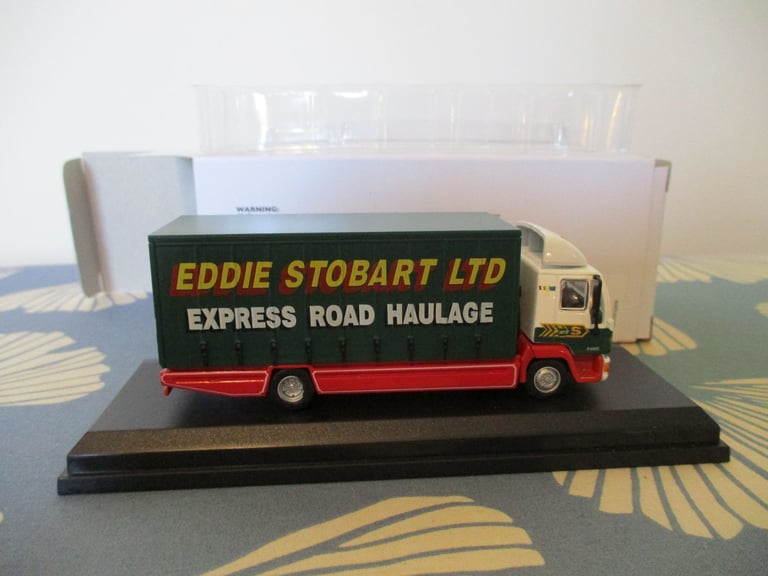 WARNING:
EDDIE STOBART LTD
EXPRESS ROAD HAULAGE
S